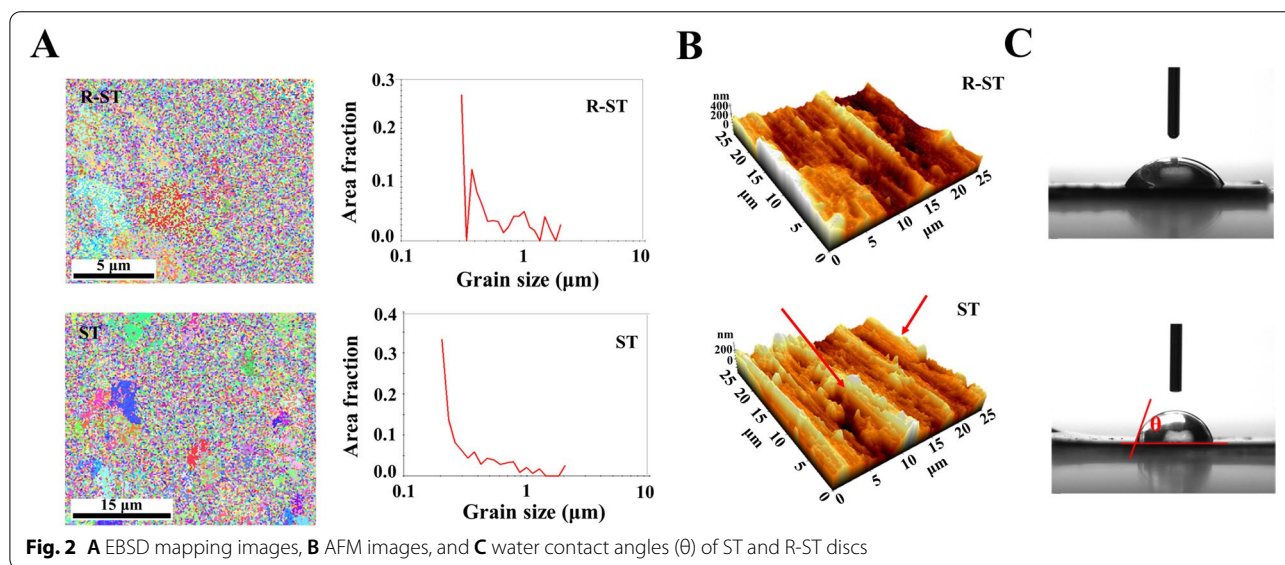 A
B
C
R-ST
5 μm
0.3
0.2
0.1
0.0
Area fraction
R-ST
0.1
1
10
Grain size (μm)
R-ST
nm
400
200
0
25
20
15
10
5
0
μm
0
5
10
15
20
25
μm
ST
15 μm
0.4
0.3
0.2
0.1
0.0
Area fraction
ST
0.1
1
10
Grain size (μm)
ST
nm
200
0
25
20
15
10
5
0
μm
0
5
10
15
20
25
μm
θ
Fig. 2 A EBSD mapping images, B AFM images, and C water contact angles (θ) of ST and R-ST discs